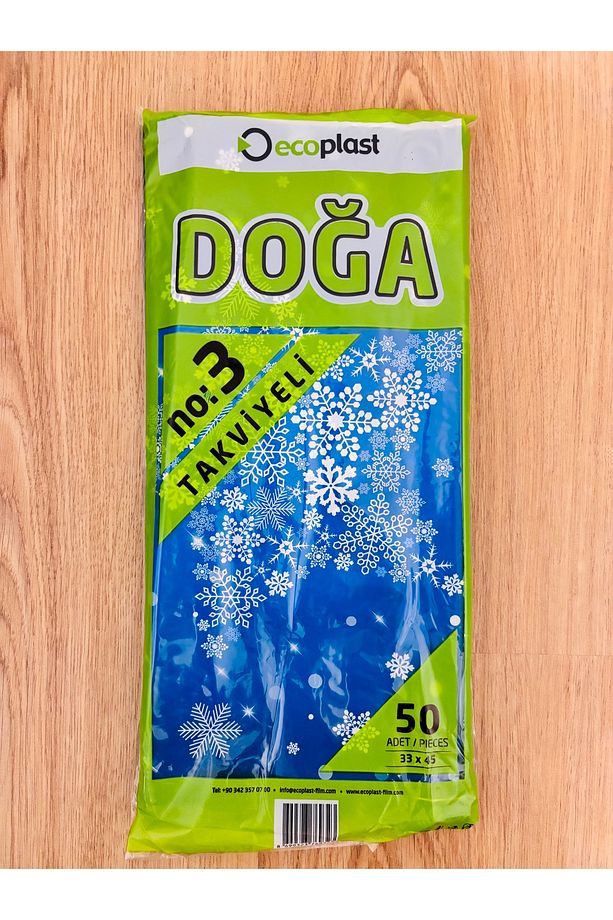 ecoplast
DOĞA
no:3
TAKVİYELİ
50
ADET / PIECES
33 x 45
Tel: +90 342 357 07 00 • info@ecoplast-film.com • www.ecoplast-film.com